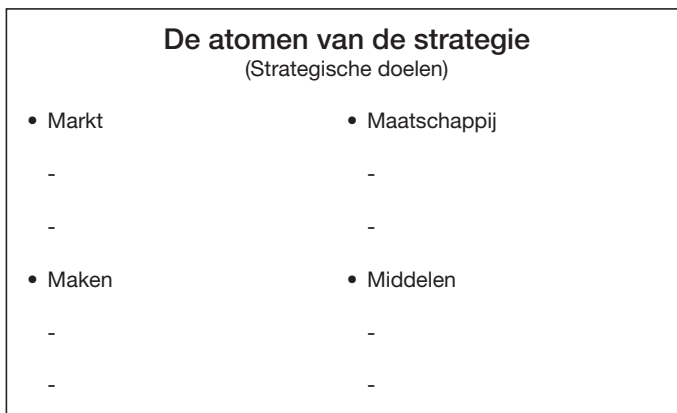 De atomen van de strategie
(Strategische doelen)
• Markt
-
-
• Maatschappij
-
-
• Maken
-
-
• Middelen
-
-